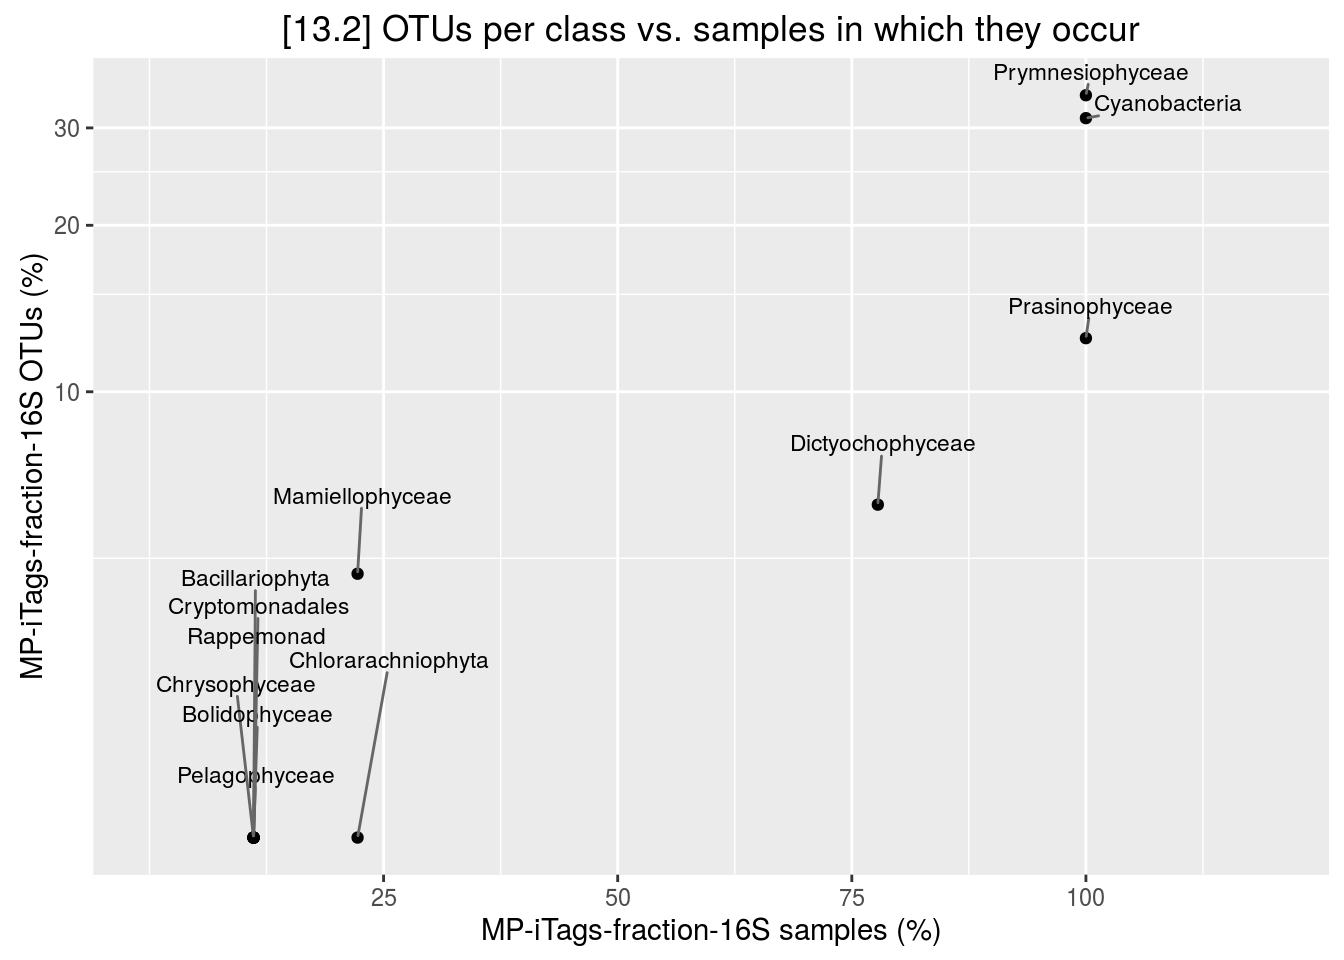 [13.2] OTUs per class vs. samples in which they occur
Prymnesiophyceae
Cyanobacteria
30
20
Prasinophyceae
10
Dictyochophyceae
Mamiellophyceae
Bacillariophyta
Cryptomonadales
Rappemonad
Chlorarachniophyta
Chrysophyceae
Bolidophyceae
Pelagophyceae
MP-iTags-fraction-16S OTUs (%)
25 50 75 100
MP-iTags-fraction-16S samples (%)